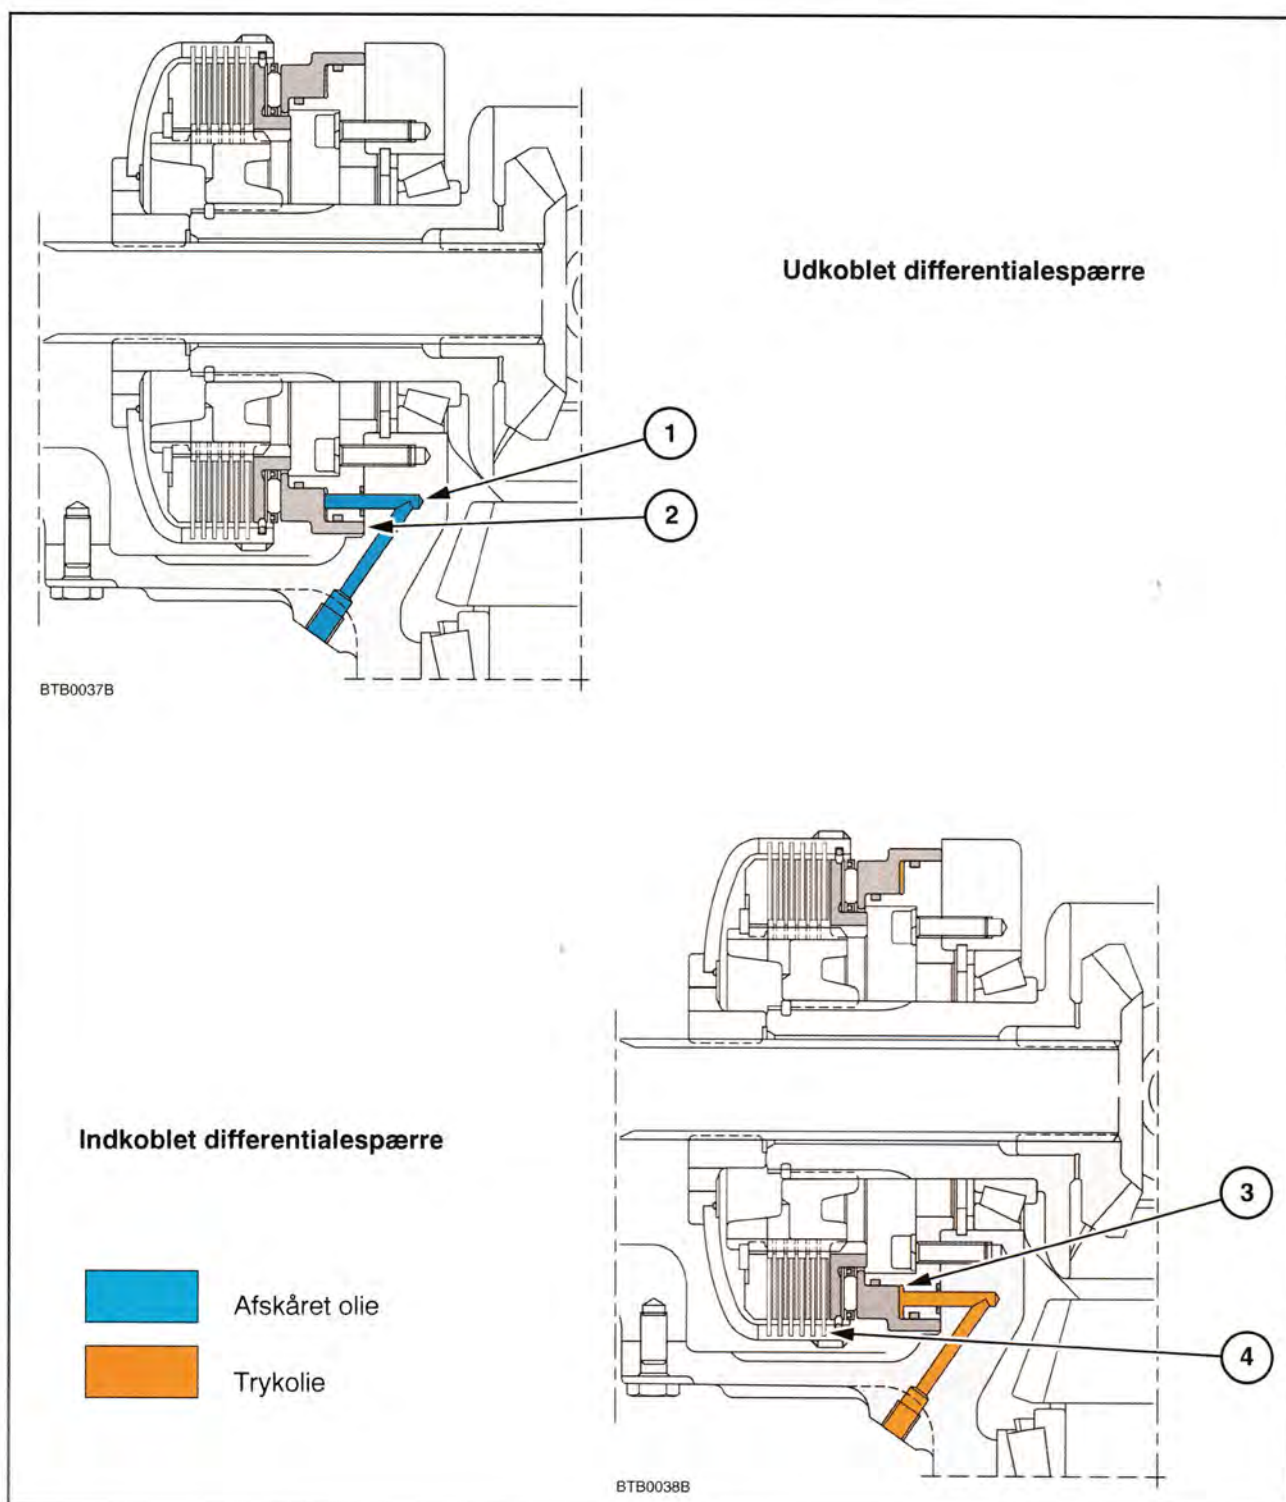 Udkoblet differentialespærre
1
2
BTB0037B
Indkoblet differentialespærre
3
Afskåret olie
4
Trykolie
BTB0038B